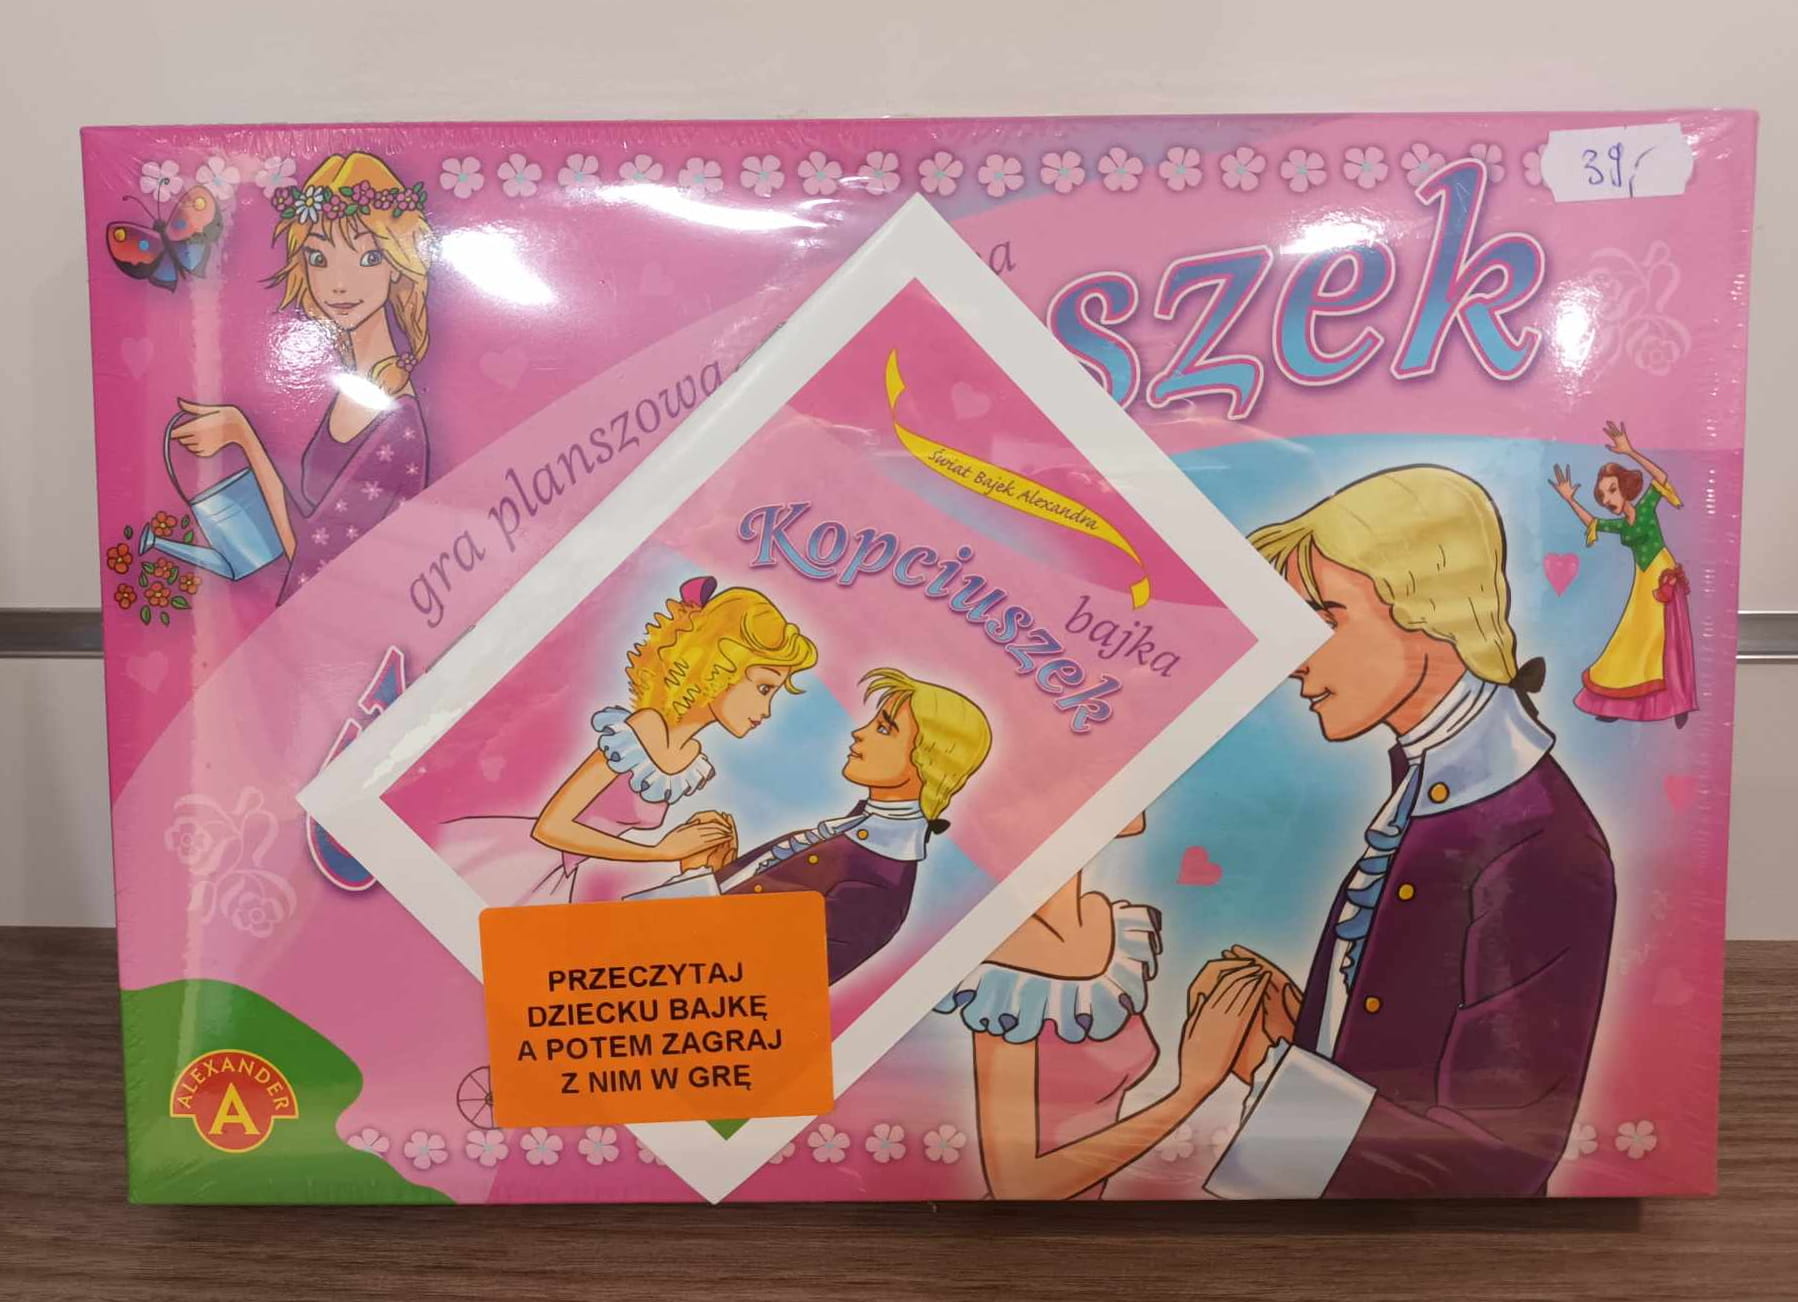 39,-
gra planszowa
szek
Świat Bajek Alexandra
Kopciuszek
bajka
PRZECZYTAJ
DZIECKU BAJKĘ
A POTEM ZAGRAJ
Z NIM W GRĘ
ALEXANDER
A